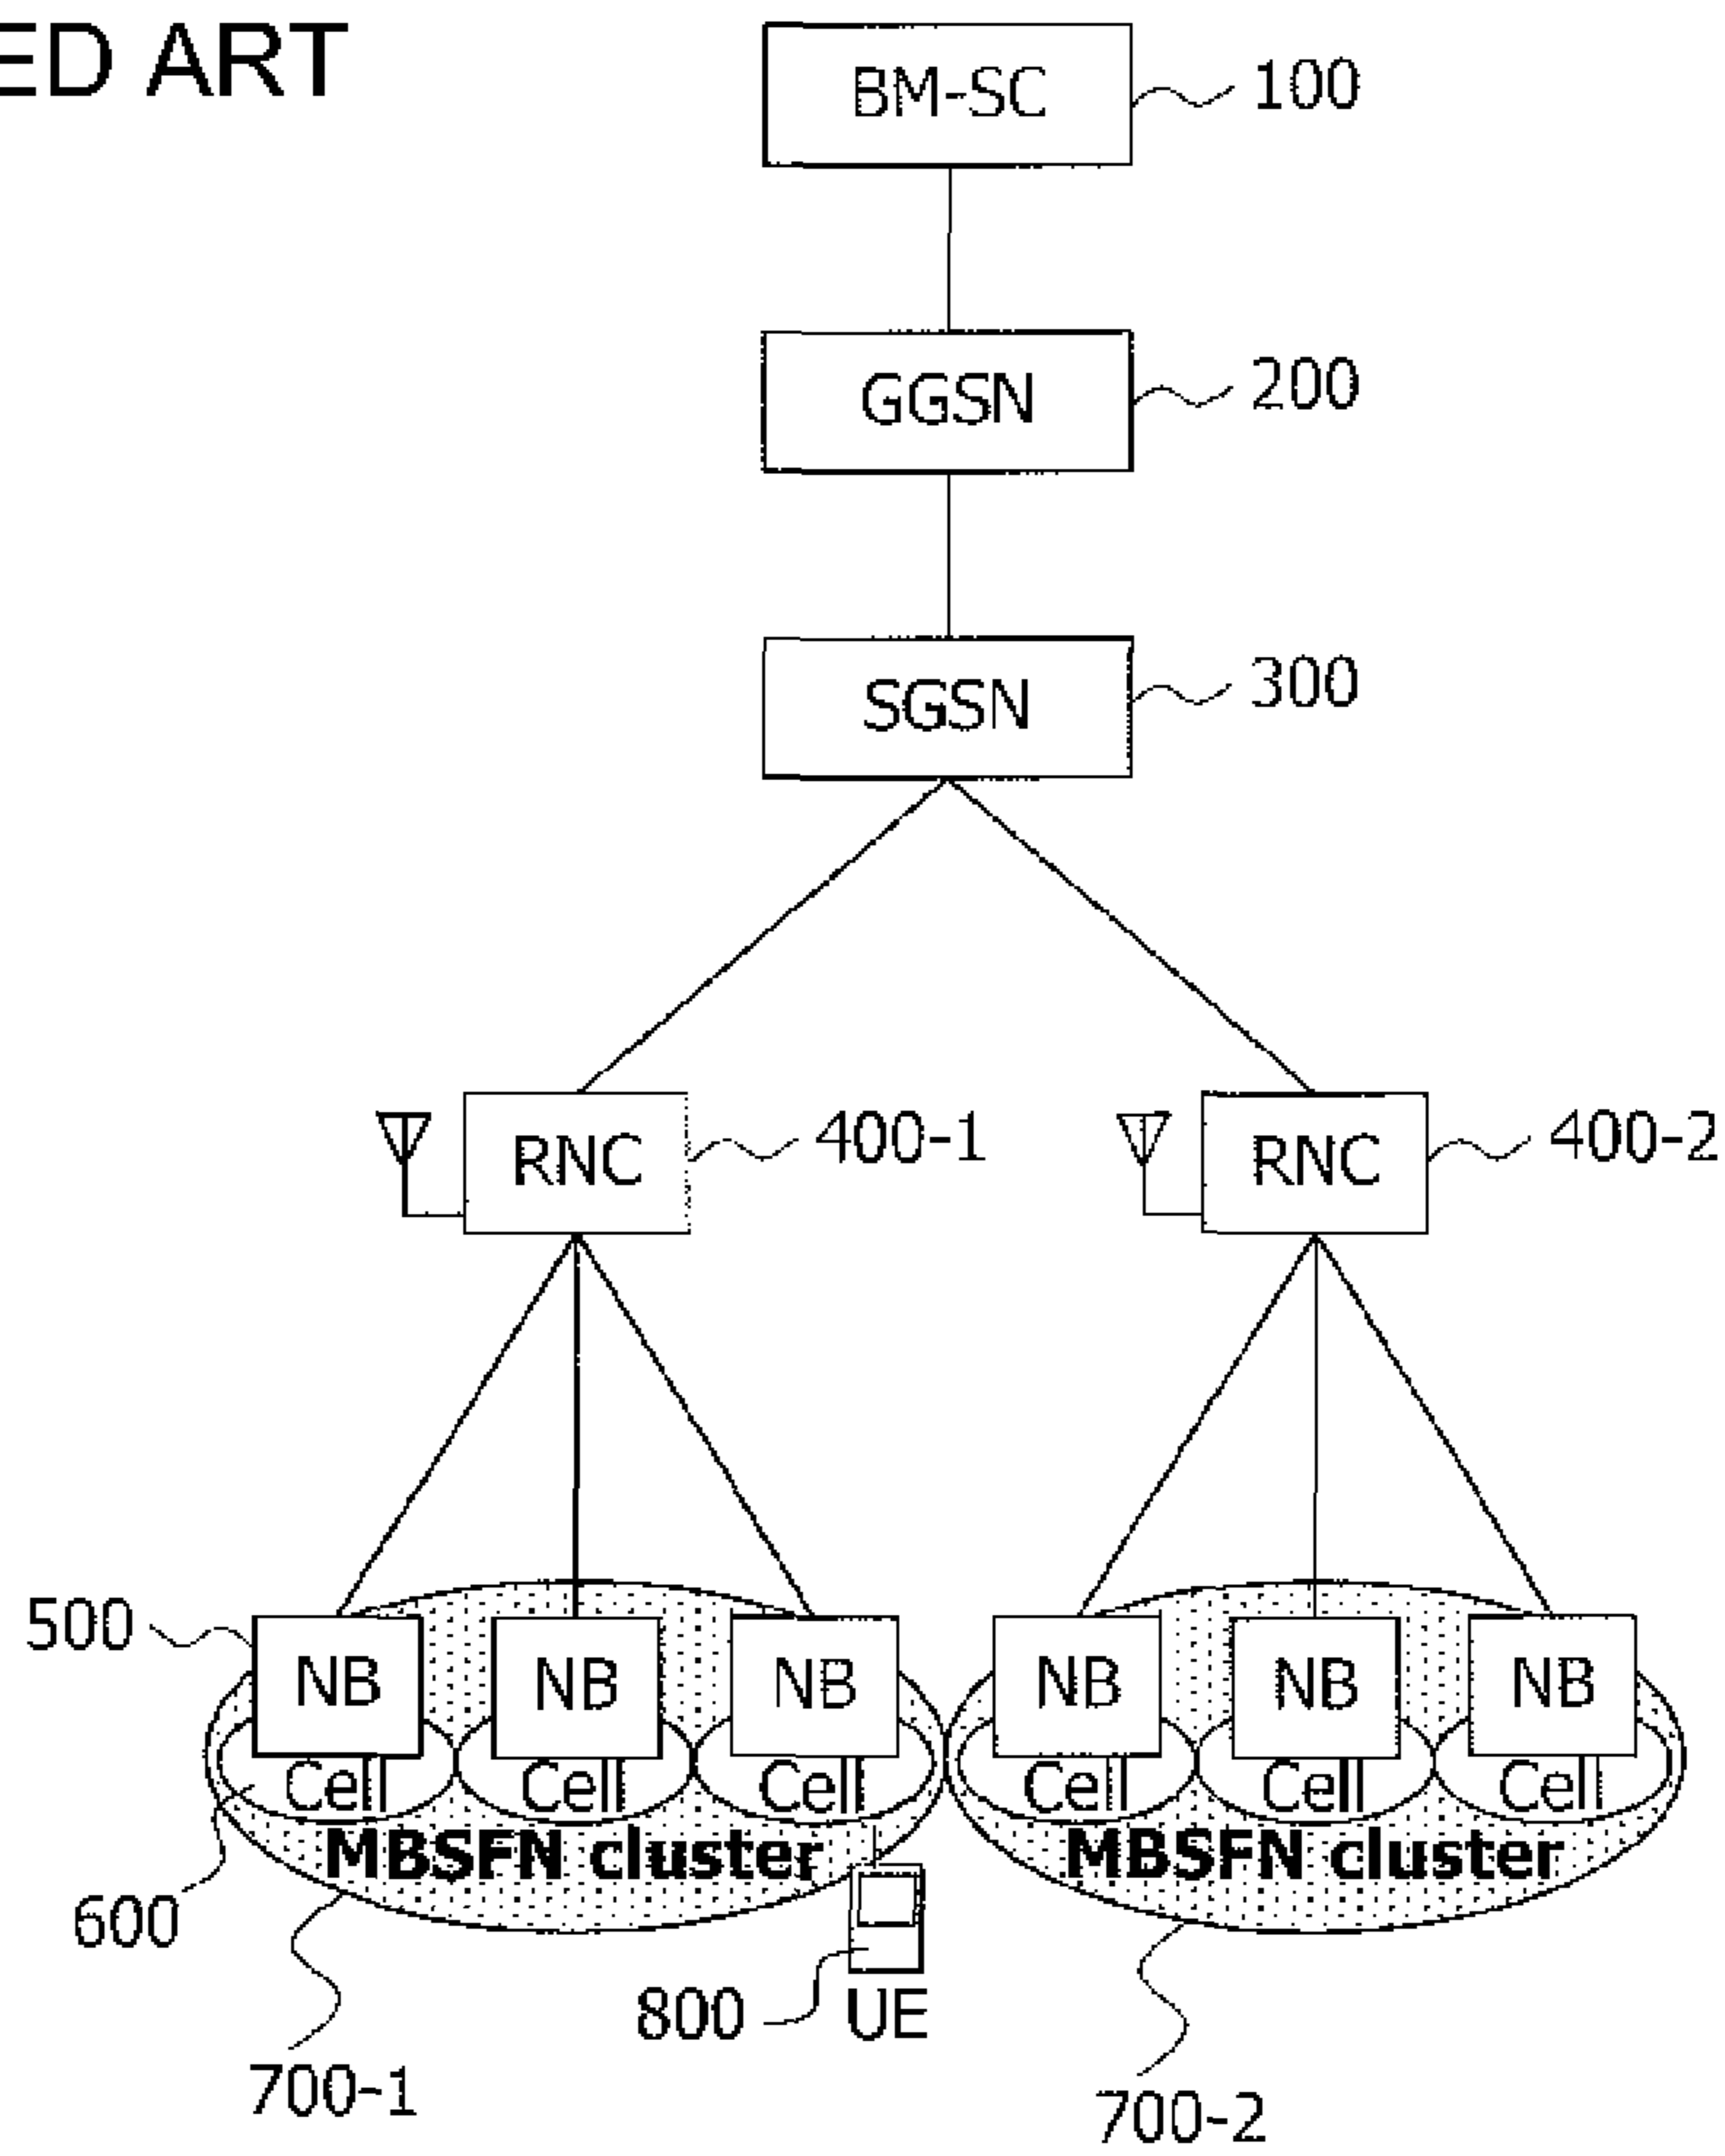 ED ART
BM-SC 100
GGSN 200
SGSN 300
RNC 400-1 RNC 400-2
500 NB NB NB NB NB NB
Cell Cell Cell Cell Cell Cell
MBSFN cluster MBSFN cluster
600
800 UE
700-1 700-2